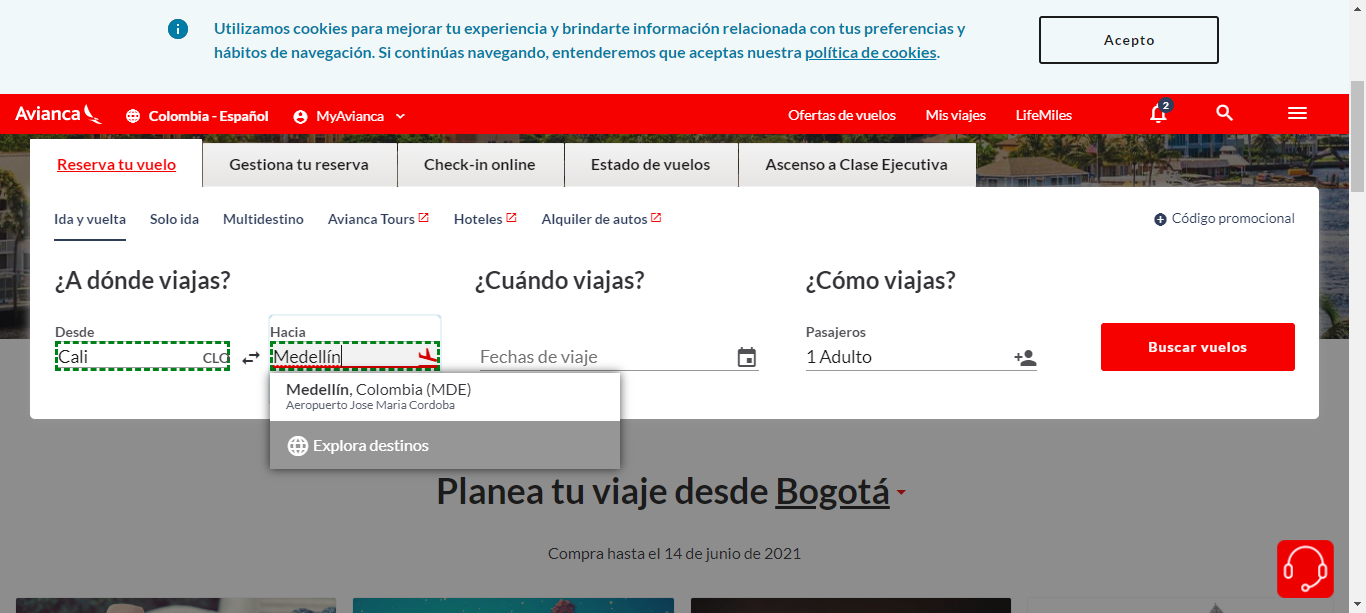 Utilizamos cookies para mejorar tu experiencia y brindarte información relacionada con tus preferencias y
hábitos de navegación. Si continúas navegando, entenderemos que aceptas nuestra política de cookies.
Acepto
Avianca
Colombia - Español
MyAvianca
Ofertas de vuelos
Mis viajes
LifeMiles
2
Reserva tu vuelo
Gestiona tu reserva
Check-in online
Estado de vuelos
Ascenso a Clase Ejecutiva
Ida y vuelta
Solo ida
Multidestino
Avianca Tours
Hoteles
Alquiler de autos
Código promocional
¿A dónde viajas?
¿Cuándo viajas?
¿Cómo viajas?
Desde
Hacia
Pasajeros
Cali
CLO
Medellín
Fechas de viaje
1 Adulto
Buscar vuelos
Medellín, Colombia (MDE)
Aeropuerto Jose Maria Cordoba
Explora destinos
Planea tu viaje desde Bogotá
Compra hasta el 14 de junio de 2021